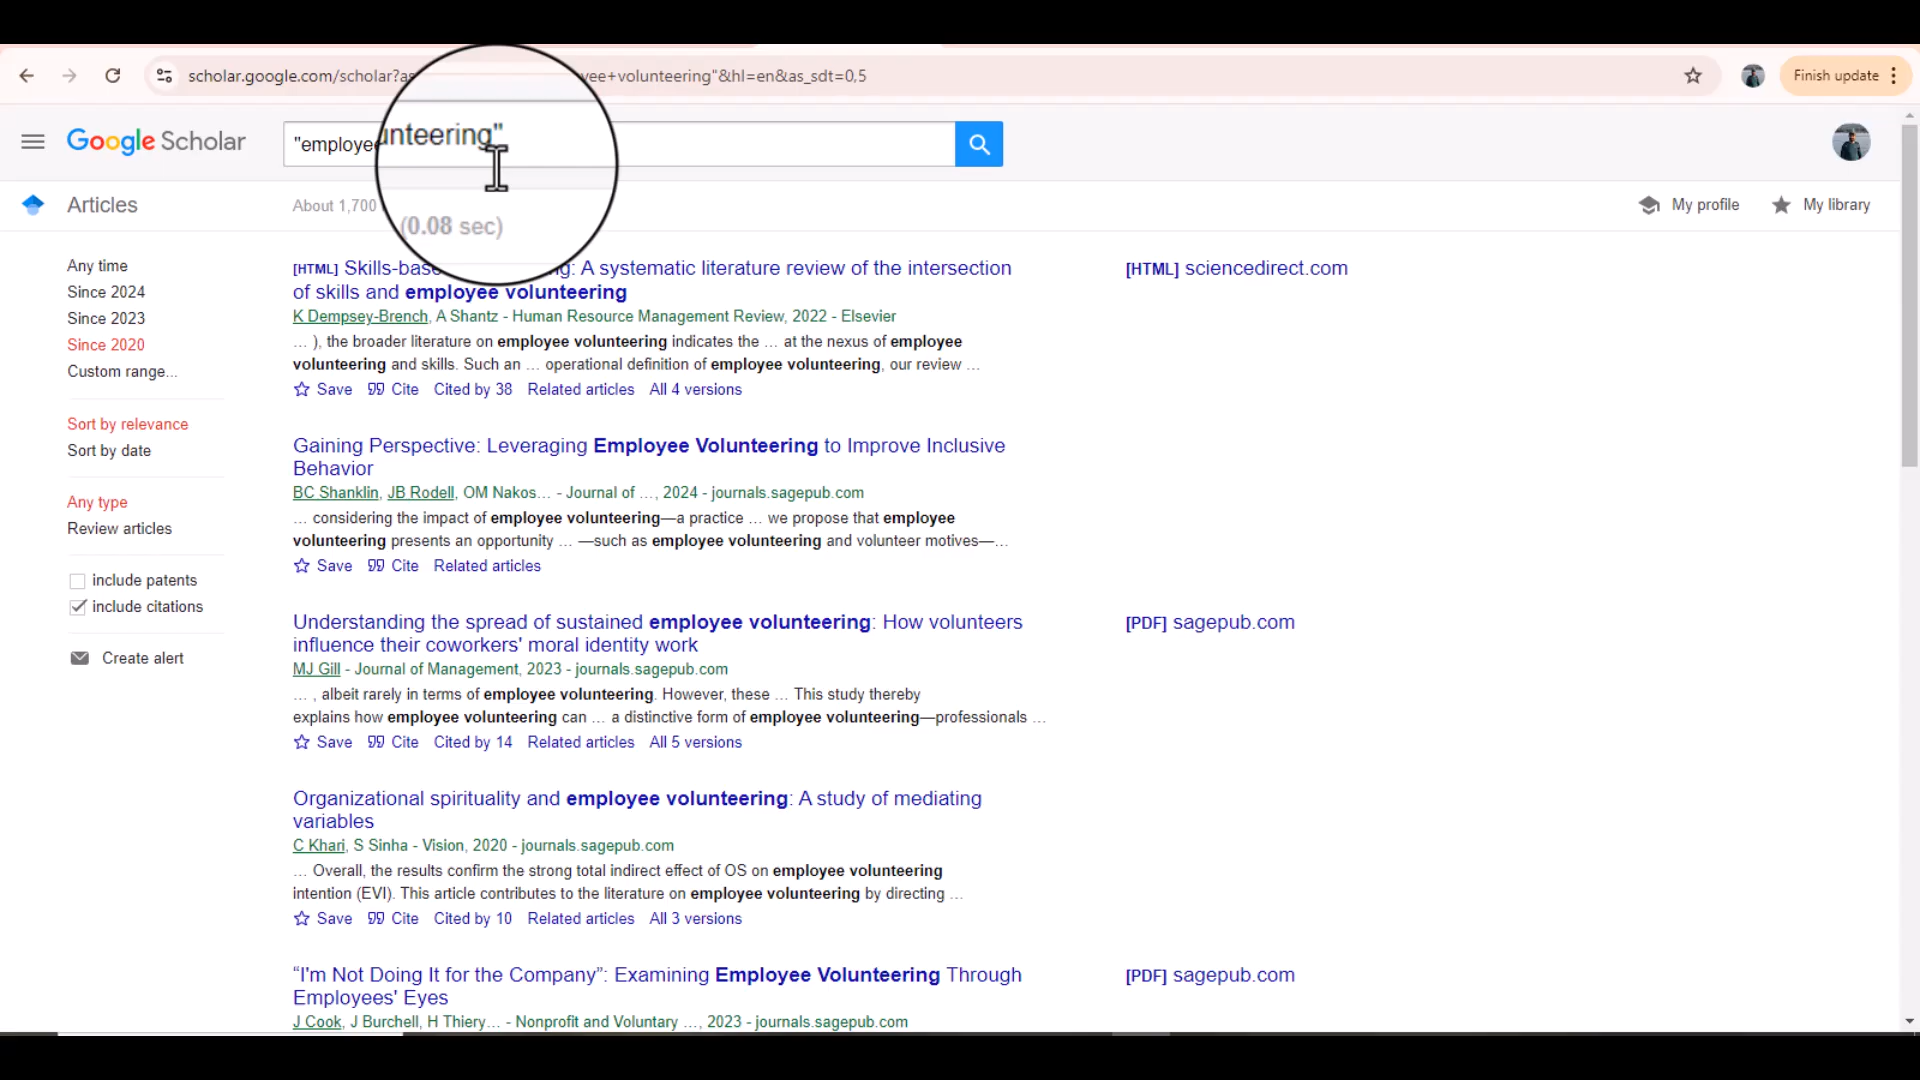 scholar.google.com/scholar?as yee+volunteering"&hl=en&as_sdt=0,5
Finish update
Google Scholar
"employee unteering"
Articles
About 1,700 (0.08 sec)
My profile
My library
Any time
Since 2024
Since 2023
Since 2020
Custom range...
Sort by relevance
Sort by date
Any type
Review articles
include patents
include citations
Create alert
[HTML] Skills-bas g: A systematic literature review of the intersection
of skills and employee volunteering
K Dempsey-Brench, A Shantz - Human Resource Management Review, 2022 - Elsevier
… ), the broader literature on employee volunteering indicates the … at the nexus of employee
volunteering and skills. Such an … operational definition of employee volunteering, our review …
Save Cite Cited by 38 Related articles All 4 versions
[HTML] sciencedirect.com
Gaining Perspective: Leveraging Employee Volunteering to Improve Inclusive
Behavior
BC Shanklin, JB Rodell, OM Nakos… - Journal of …, 2024 - journals.sagepub.com
… considering the impact of employee volunteering—a practice … we propose that employee
volunteering presents an opportunity … —such as employee volunteering and volunteer motives—…
Save Cite Related articles
Understanding the spread of sustained employee volunteering: How volunteers
influence their coworkers' moral identity work
MJ Gill - Journal of Management, 2023 - journals.sagepub.com
… , albeit rarely in terms of employee volunteering. However, these … This study thereby
explains how employee volunteering can … a distinctive form of employee volunteering—professionals …
Save Cite Cited by 14 Related articles All 5 versions
[PDF] sagepub.com
Organizational spirituality and employee volunteering: A study of mediating
variables
C Khari, S Sinha - Vision, 2020 - journals.sagepub.com
… Overall, the results confirm the strong total indirect effect of OS on employee volunteering
intention (EVI). This article contributes to the literature on employee volunteering by directing …
Save Cite Cited by 10 Related articles All 3 versions
“I'm Not Doing It for the Company”: Examining Employee Volunteering Through
Employees' Eyes
J Cook, J Burchell, H Thiery… - Nonprofit and Voluntary …, 2023 - journals.sagepub.com
[PDF] sagepub.com